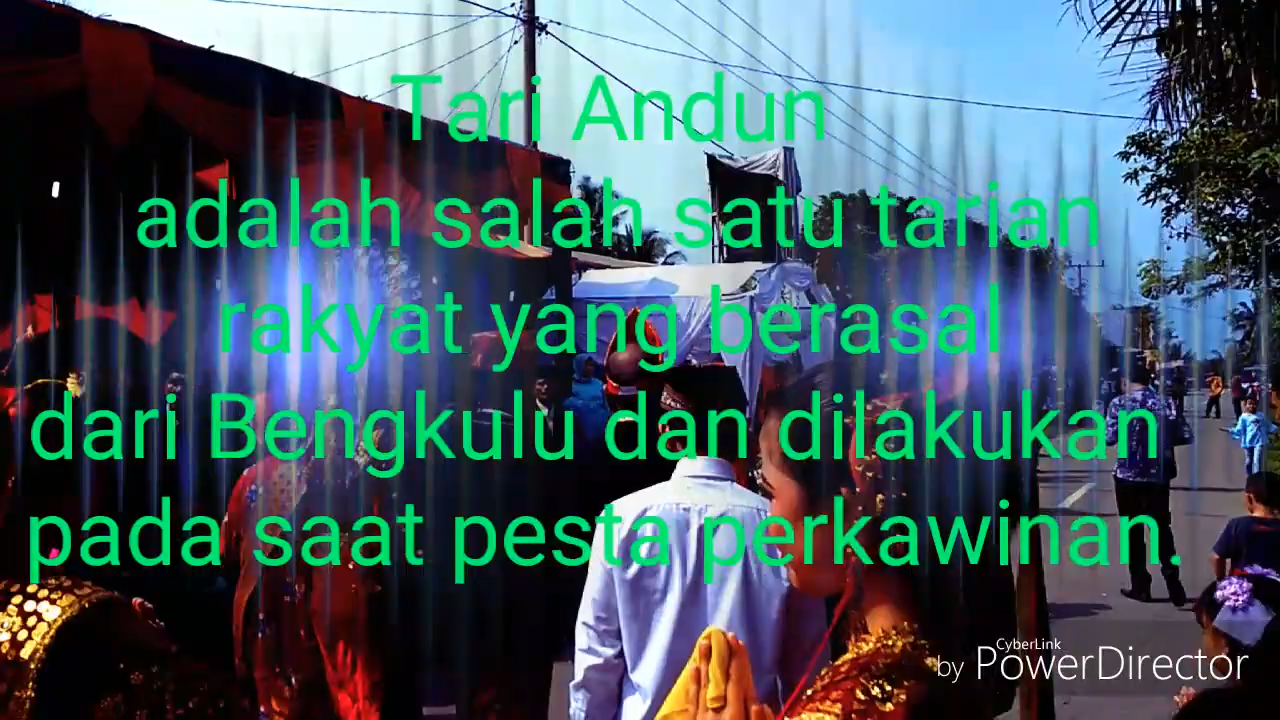 Tari Andun
adalah salah satu tarian
rakyat yang berasal
dari Bengkulu dan dilakukan
pada saat pesta perkawinan.
CyberLink
by PowerDirector